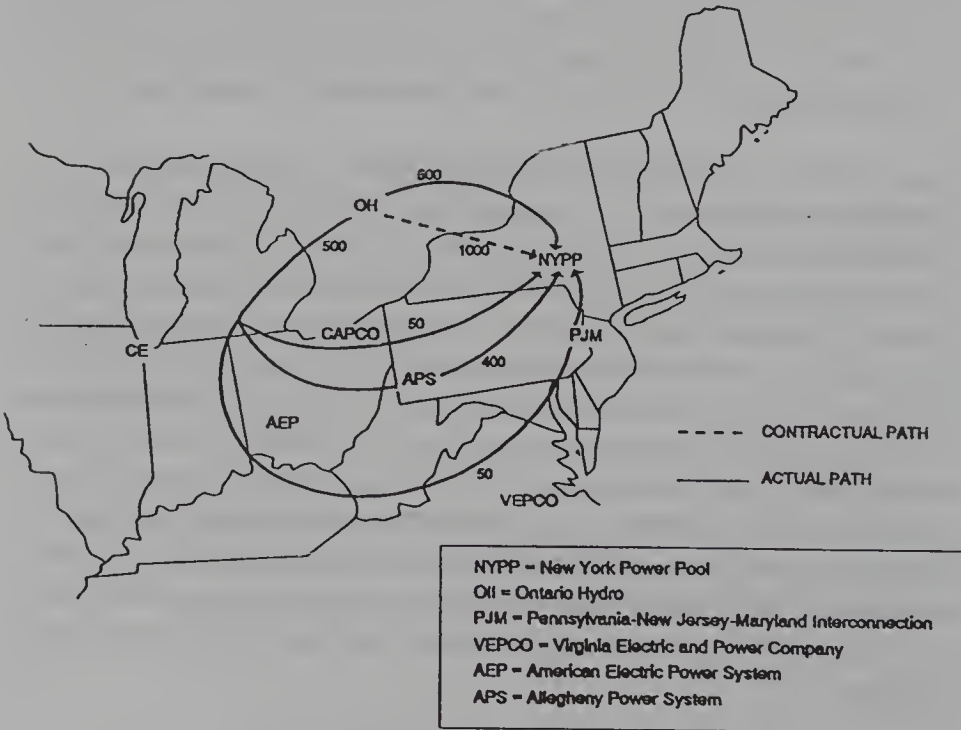 600
OH
500
1000
NYPP
50
CAPCO
PJM
CE
400
APS
AEP
50
VEPCO
CONTRACTUAL PATH
ACTUAL PATH
NYPP = New York Power Pool
OH = Ontario Hydro
PJM = Pennsylvania-New Jersey-Maryland Interconnection
VEPCO = Virginia Electric and Power Company
AEP = American Electric Power System
APS = Allegheny Power System